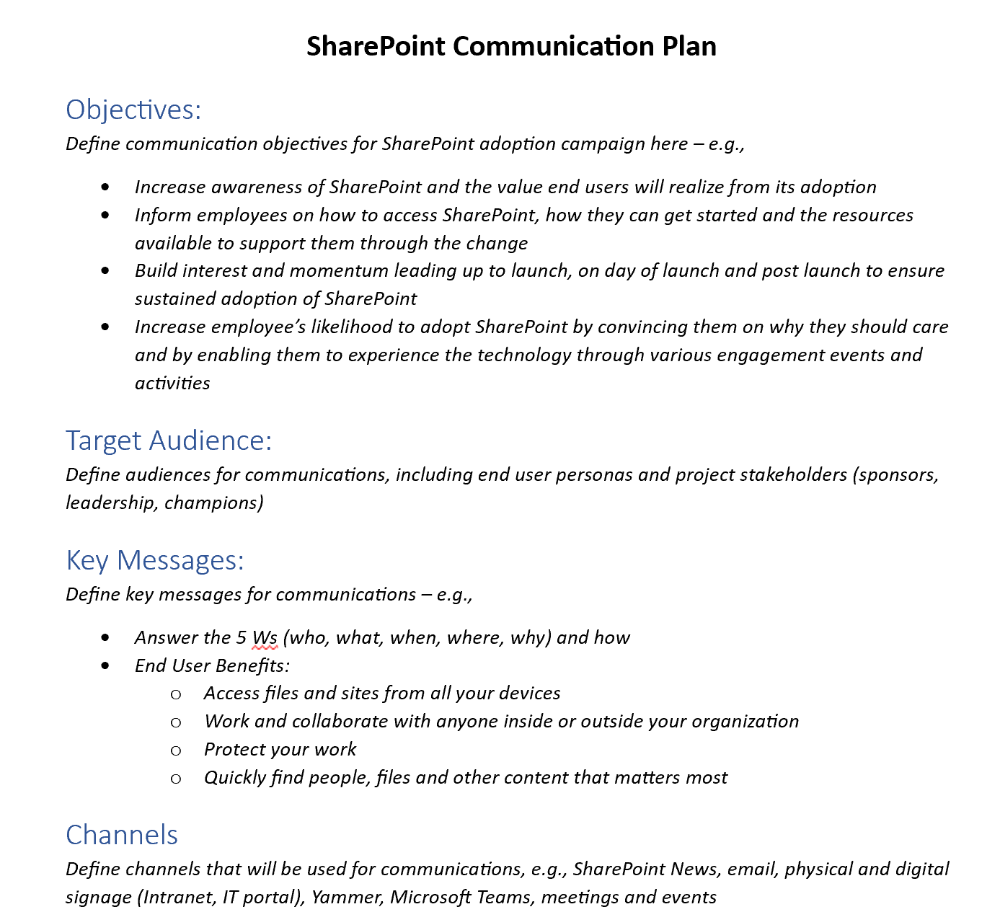 SharePoint Communication Plan
Objectives:
Define communication objectives for SharePoint adoption campaign here – e.g.,
• Increase awareness of SharePoint and the value end users will realize from its adoption
• Inform employees on how to access SharePoint, how they can get started and the resources
available to support them through the change
• Build interest and momentum leading up to launch, on day of launch and post launch to ensure
sustained adoption of SharePoint
• Increase employee’s likelihood to adopt SharePoint by convincing them on why they should care
and by enabling them to experience the technology through various engagement events and
activities
Target Audience:
Define audiences for communications, including end user personas and project stakeholders (sponsors,
leadership, champions)
Key Messages:
Define key messages for communications – e.g.,
• Answer the 5 Ws (who, what, when, where, why) and how
• End User Benefits:
o Access files and sites from all your devices
o Work and collaborate with anyone inside or outside your organization
o Protect your work
o Quickly find people, files and other content that matters most
Channels
Define channels that will be used for communications, e.g., SharePoint News, email, physical and digital
signage (Intranet, IT portal), Yammer, Microsoft Teams, meetings and events